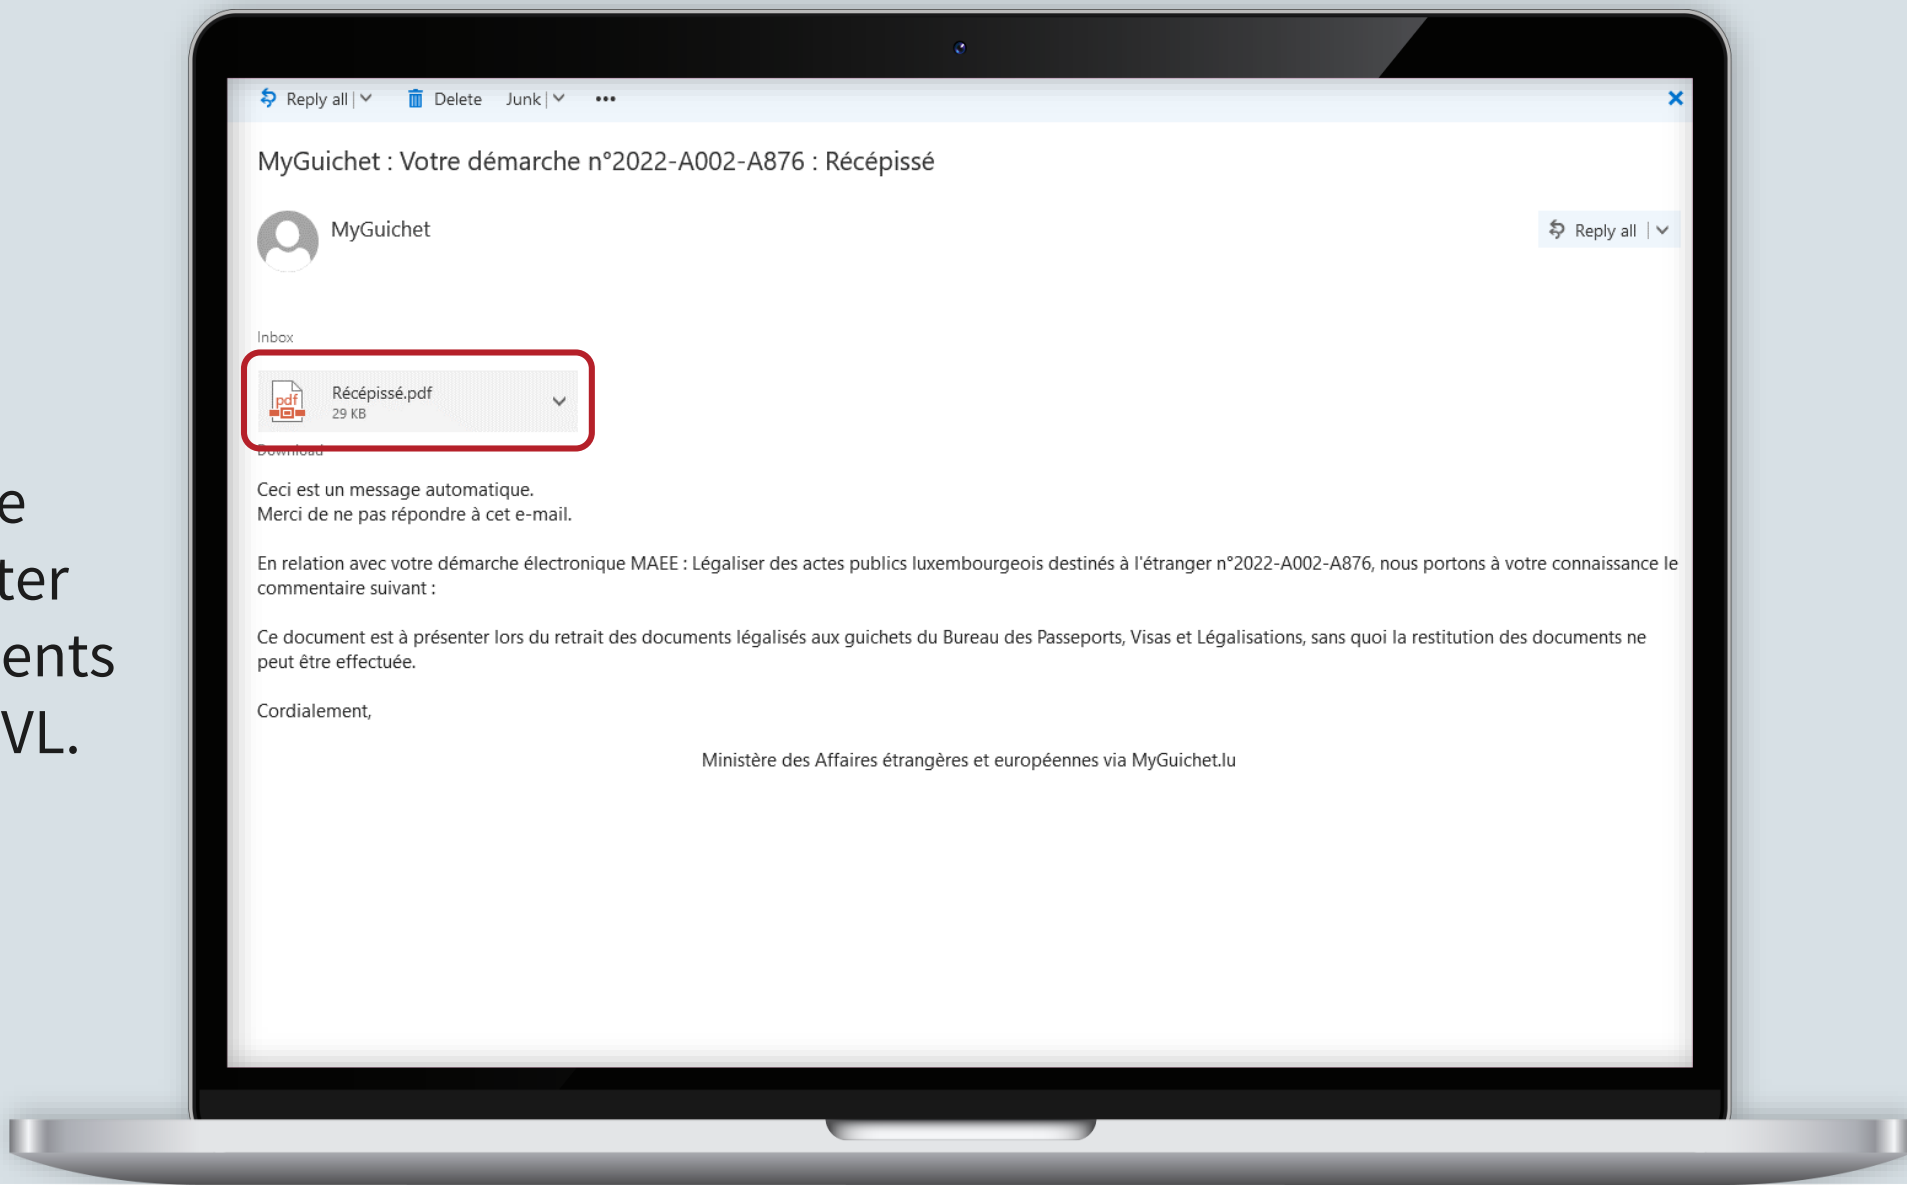 Reply all
Delete
Junk
MyGuichet : Votre démarche n°2022-A002-A876 : Récépissé
MyGuichet
Reply all
Inbox
pdf
Récépissé.pdf
29 KB
Download
Ceci est un message automatique.
Merci de ne pas répondre à cet e-mail.
En relation avec votre démarche électronique MAEE : Légaliser des actes publics luxembourgeois destinés à l'étranger n°2022-A002-A876, nous portons à votre connaissance le
commentaire suivant :
Ce document est à présenter lors du retrait des documents légalisés aux guichets du Bureau des Passeports, Visas et Légalisations, sans quoi la restitution des documents ne
peut être effectuée.
Cordialement,
Ministère des Affaires étrangères et européennes via MyGuichet.lu
e
ter
ents
VL.